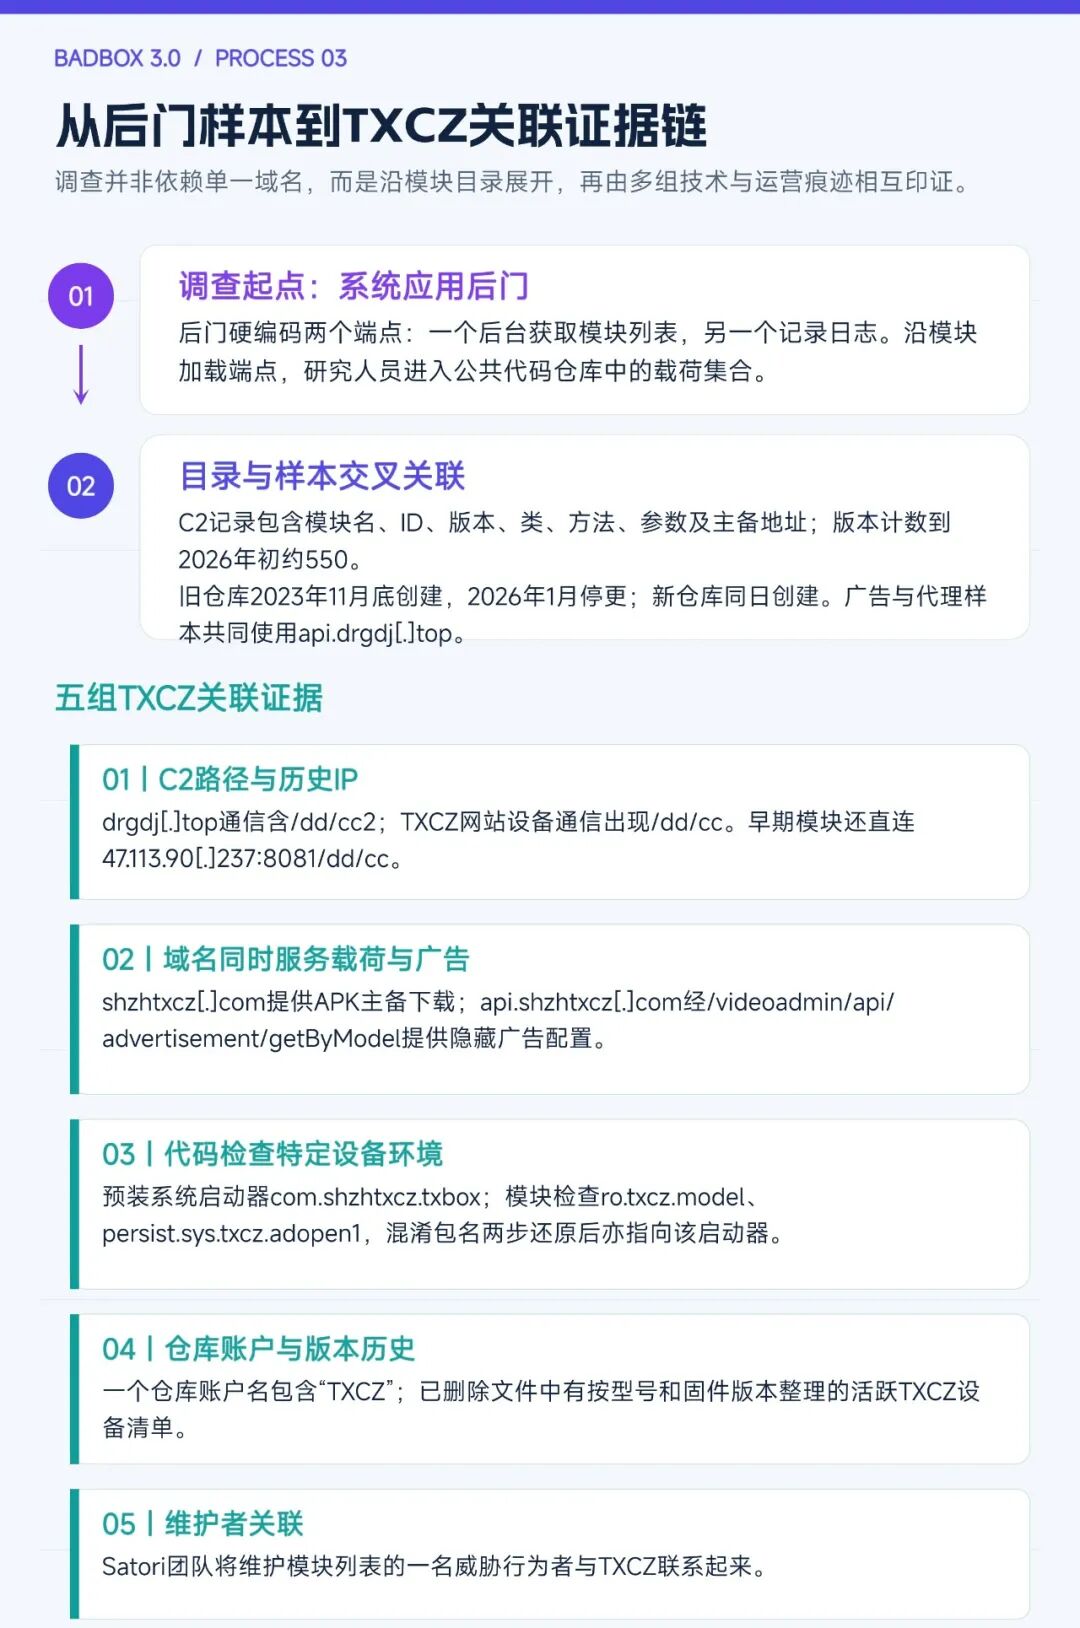 BADBOX 3.0 / PROCESS 03
从后门样本到TXCZ关联证据链
调查并非依赖单一域名，而是沿模块目录展开，再由多组技术与运营痕迹相互印证。
01
调查起点：系统应用后门
后门硬编码两个端点：一个后台获取模块列表，另一个记录日志。沿模块
加载端点，研究人员进入公共代码仓库中的载荷集合。
02
目录与样本交叉关联
C2记录包含模块名、ID、版本、类、方法、参数及主备地址；版本计数到
2026年初约550。
旧仓库2023年11月底创建，2026年1月停更；新仓库同日创建。广告与代理样
本共同使用api.drgdj[.]top。
五组TXCZ关联证据
01丨C2路径与历史IP
drgdj[.]top通信含/dd/cc2；TXCZ网站设备通信出现/dd/cc。早期模块还直连
47.113.90[.]237:8081/dd/cc。
02丨域名同时服务载荷与广告
shzhtxcz[.]com提供APK主备下载；api.shzhtxcz[.]com经/videoadmin/api/
advertisement/getByModel提供隐藏广告配置。
03丨代码检查特定设备环境
预装系统启动器com.shzhtxcz.txbox；模块检查ro.txcz.model、
persist.sys.txcz.adopen1，混淆包名两步还原后亦指向该启动器。
04丨仓库账户与版本历史
一个仓库账户名包含“TXCZ”；已删除文件中有按型号和固件版本整理的活跃TXCZ设
备清单。
05丨维护者关联
Satori团队将维护模块列表的一名威胁行为者与TXCZ联系起来。